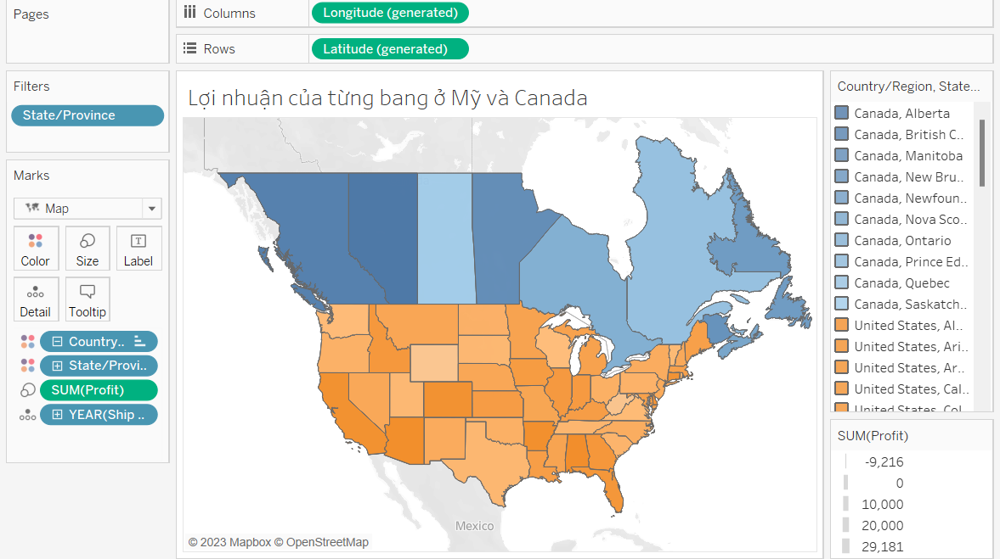 Pages
Columns
Longitude (generated)
Rows
Latitude (generated)
Filters
State/Province
Marks
Map
Color
Size
Label
Detail
Tooltip
Country..
State/Provi..
SUM(Profit)
YEAR(Ship ..
Lợi nhuận của từng bang ở Mỹ và Canada
Mexico
© 2023 Mapbox © OpenStreetMap
Country/Region, State...
Canada, Alberta
Canada, British C..
Canada, Manitoba
Canada, New Bru..
Canada, Newfoun..
Canada, Nova Sco..
Canada, Ontario
Canada, Prince Ed..
Canada, Quebec
Canada, Saskatch..
United States, Al..
United States, Ari..
United States, Ar..
United States, Cal..
United States, Col..
SUM(Profit)
-9,216
0
10,000
20,000
29,181